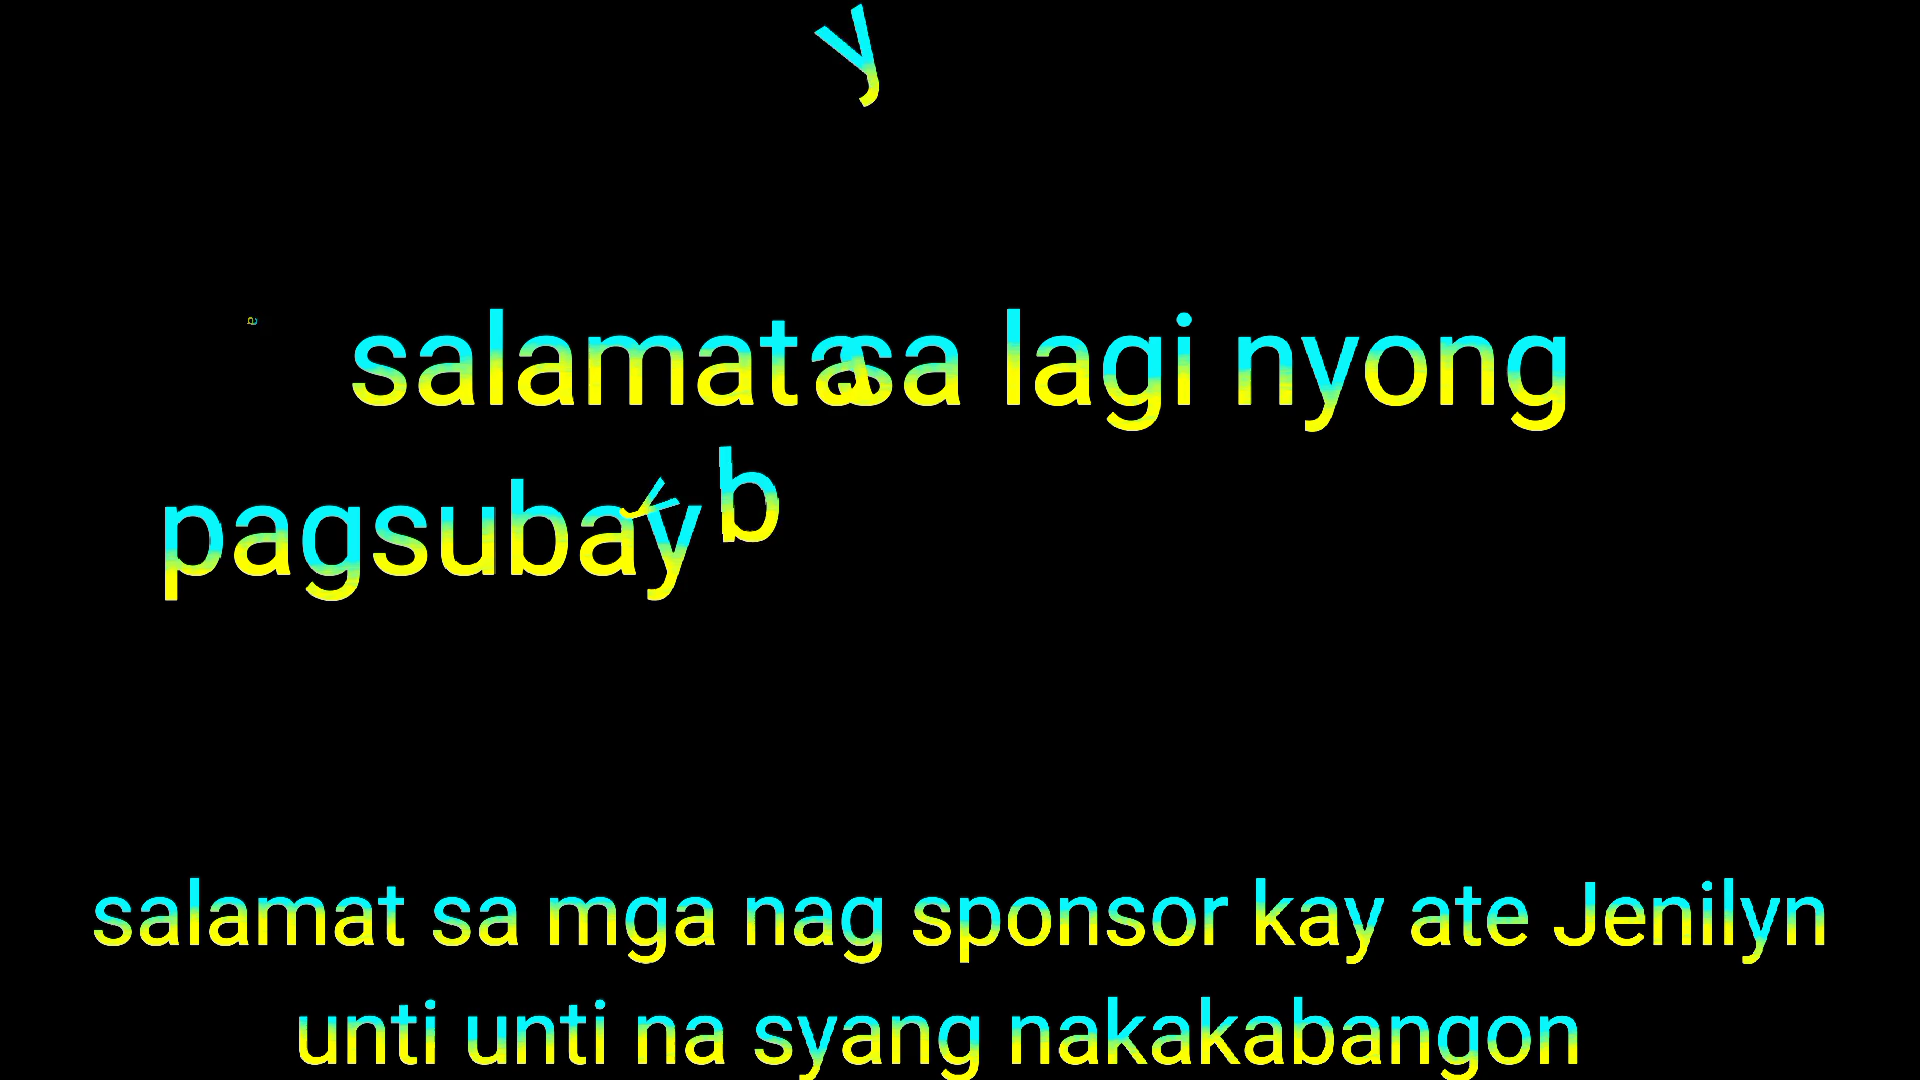 salamat sa lagi nyong
pagsubay b
salamat sa mga nag sponsor kay ate Jenilyn
unti unti na syang nakakabangon